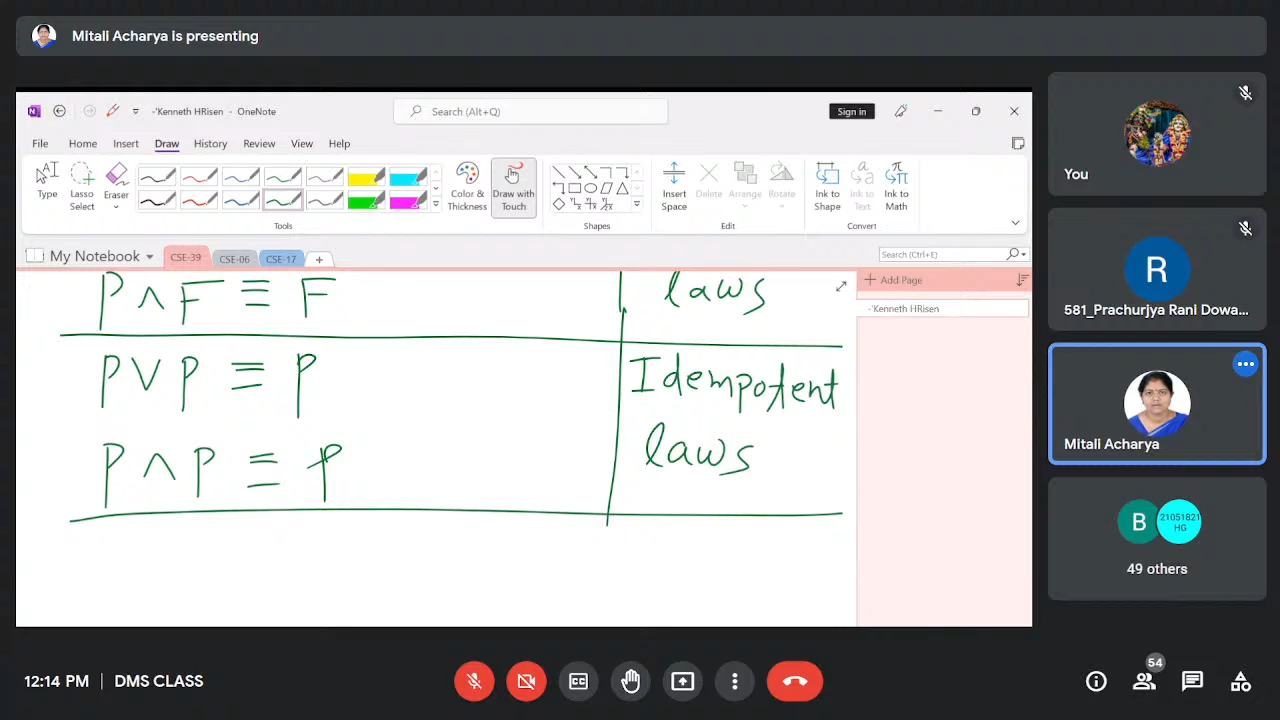 Mitali Acharya is presenting
-'Kenneth HRisen - OneNote
Search (Alt+Q)
Sign in
File Home Insert Draw History Review View Help
Type
Lasso Select
Eraser
Color & Thickness
Draw with Touch
Insert Space
Delete
Arrange
Rotate
Ink to Shape
Ink to Text
Ink to Math
Tools
Shapes
Edit
Convert
My Notebook
CSE-39
CSE-06
CSE-17
Search (Ctrl+E)
Add Page
-'Kenneth HRisen
P ∧ F ≡ F laws
P ∨ P ≡ P Idempotent
P ∧ P ≡ P laws
You
R
581_Prachurjya Rani Dowa...
Mitali Acharya
B
21051821 HG
49 others
12:14 PM | DMS CLASS
CC
54